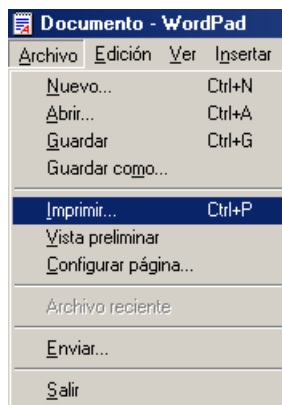 Documento - WordPad
Archivo Edición Ver Insertar
Nuevo... Ctrl+N
Abrir... Ctrl+A
Guardar Ctrl+G
Guardar como...
Imprimir... Ctrl+P
Vista preliminar
Configurar página...
Archivo reciente
Enviar...
Salir